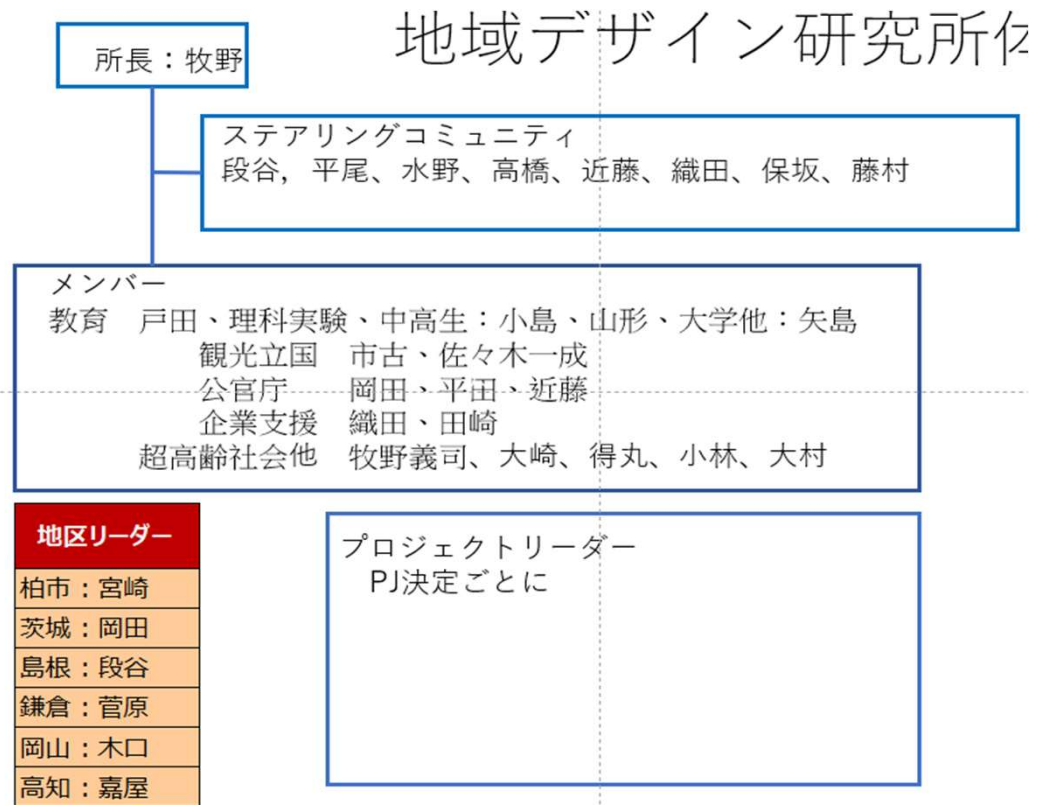 地域デザイン研究所
所長：牧野
ステアリングコミュニティ
段谷, 平尾、水野、高橋、近藤、織田、保坂、藤村
メンバー
教育　戸田、理科実験、中高生：小島、山形、大学他：矢島
観光立国　市古、佐々木一成
公官庁　岡田、平田、近藤
企業支援　織田、田崎
超高齢社会他　牧野義司、大崎、得丸、小林、大村
地区リーダー
柏市：宮崎
茨城：岡田
島根：段谷
鎌倉：菅原
岡山：木口
高知：嘉屋
プロジェクトリーダー
PJ決定ごとに